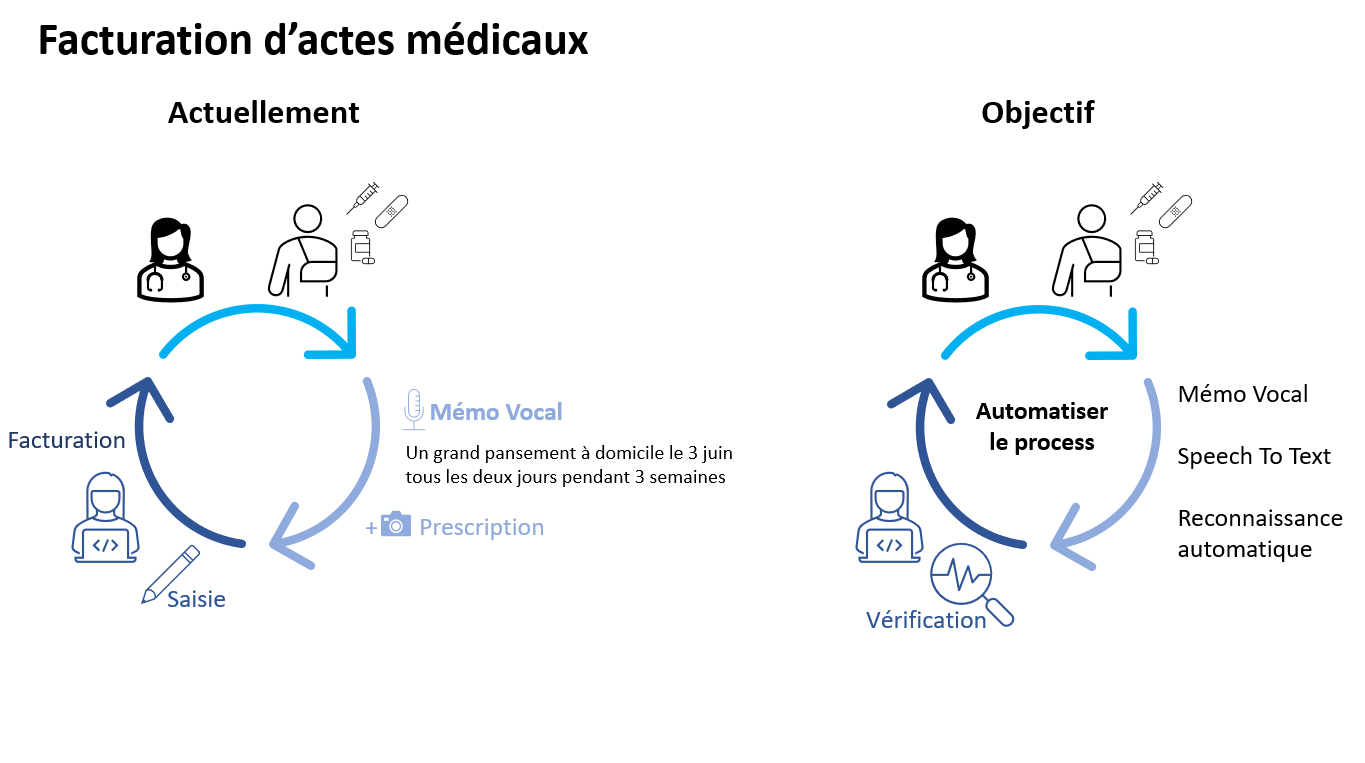 Facturation d’actes médicaux
Actuellement
Mémo Vocal
Un grand pansement à domicile le 3 juin
tous les deux jours pendant 3 semaines
+ Prescription
Facturation
</>
Saisie
Objectif
Automatiser
le process
Mémo Vocal
Speech To Text
Reconnaissance
automatique
</>
Vérification